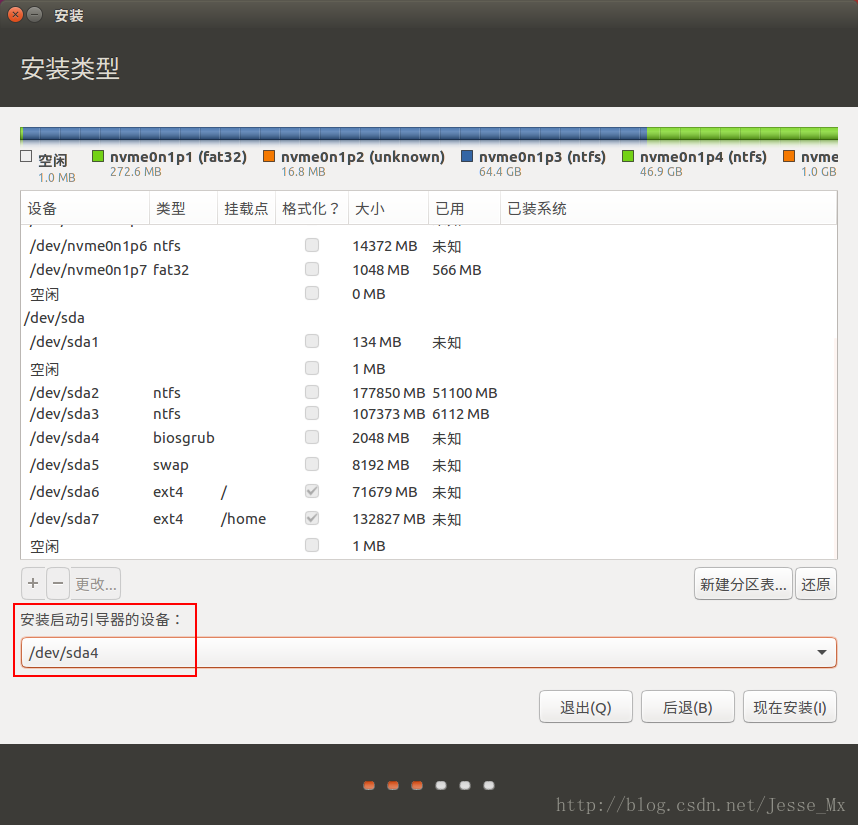 安装
安装类型
空闲 nvme0n1p1 (fat32) nvme0n1p2 (unknown) nvme0n1p3 (ntfs) nvme0n1p4 (ntfs) nvme
1.0 MB 272.6 MB 16.8 MB 64.4 GB 46.9 GB 1.0 GB
设备 类型 挂载点 格式化？ 大小 已用 已装系统
/dev/nvme0n1p6 ntfs 14372 MB 未知
/dev/nvme0n1p7 fat32 1048 MB 566 MB
空闲 0 MB
/dev/sda
/dev/sda1 134 MB 未知
空闲 1 MB
/dev/sda2 ntfs 177850 MB 51100 MB
/dev/sda3 ntfs 107373 MB 6112 MB
/dev/sda4 biosgrub 2048 MB 未知
/dev/sda5 swap 8192 MB 未知
/dev/sda6 ext4 / 71679 MB 未知
/dev/sda7 ext4 /home 132827 MB 未知
空闲 1 MB
+ − 更改... 新建分区表... 还原
安装启动引导器的设备：
/dev/sda4
退出(Q) 后退(B) 现在安装(I)
http://blog.csdn.net/Jesse_Mx